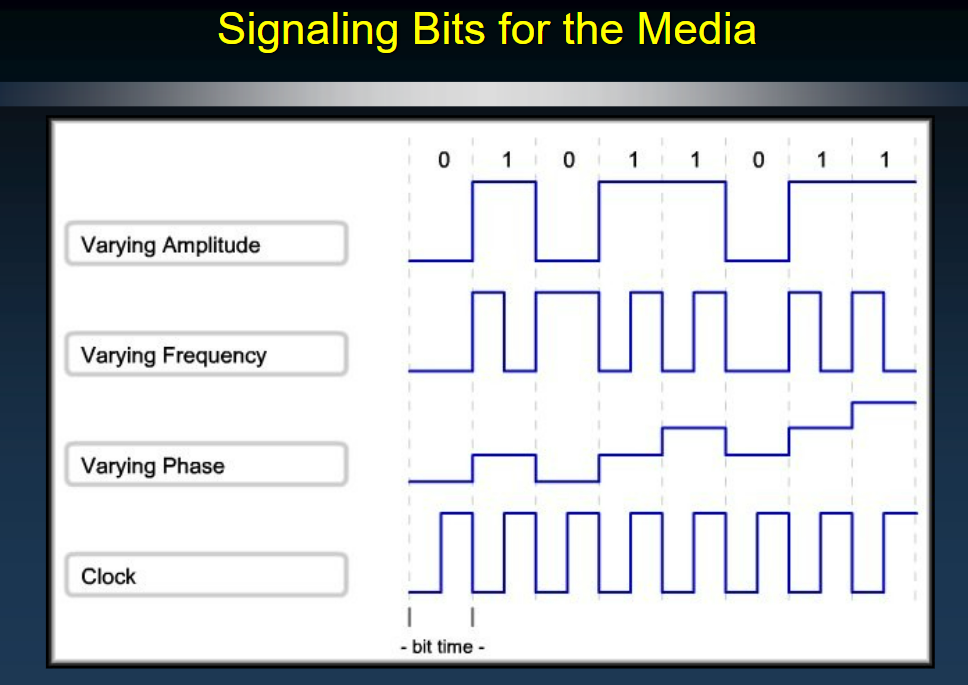 Signaling Bits for the Media
0 1 0 1 1 0 1 1
Varying Amplitude
Varying Frequency
Varying Phase
Clock
- bit time -